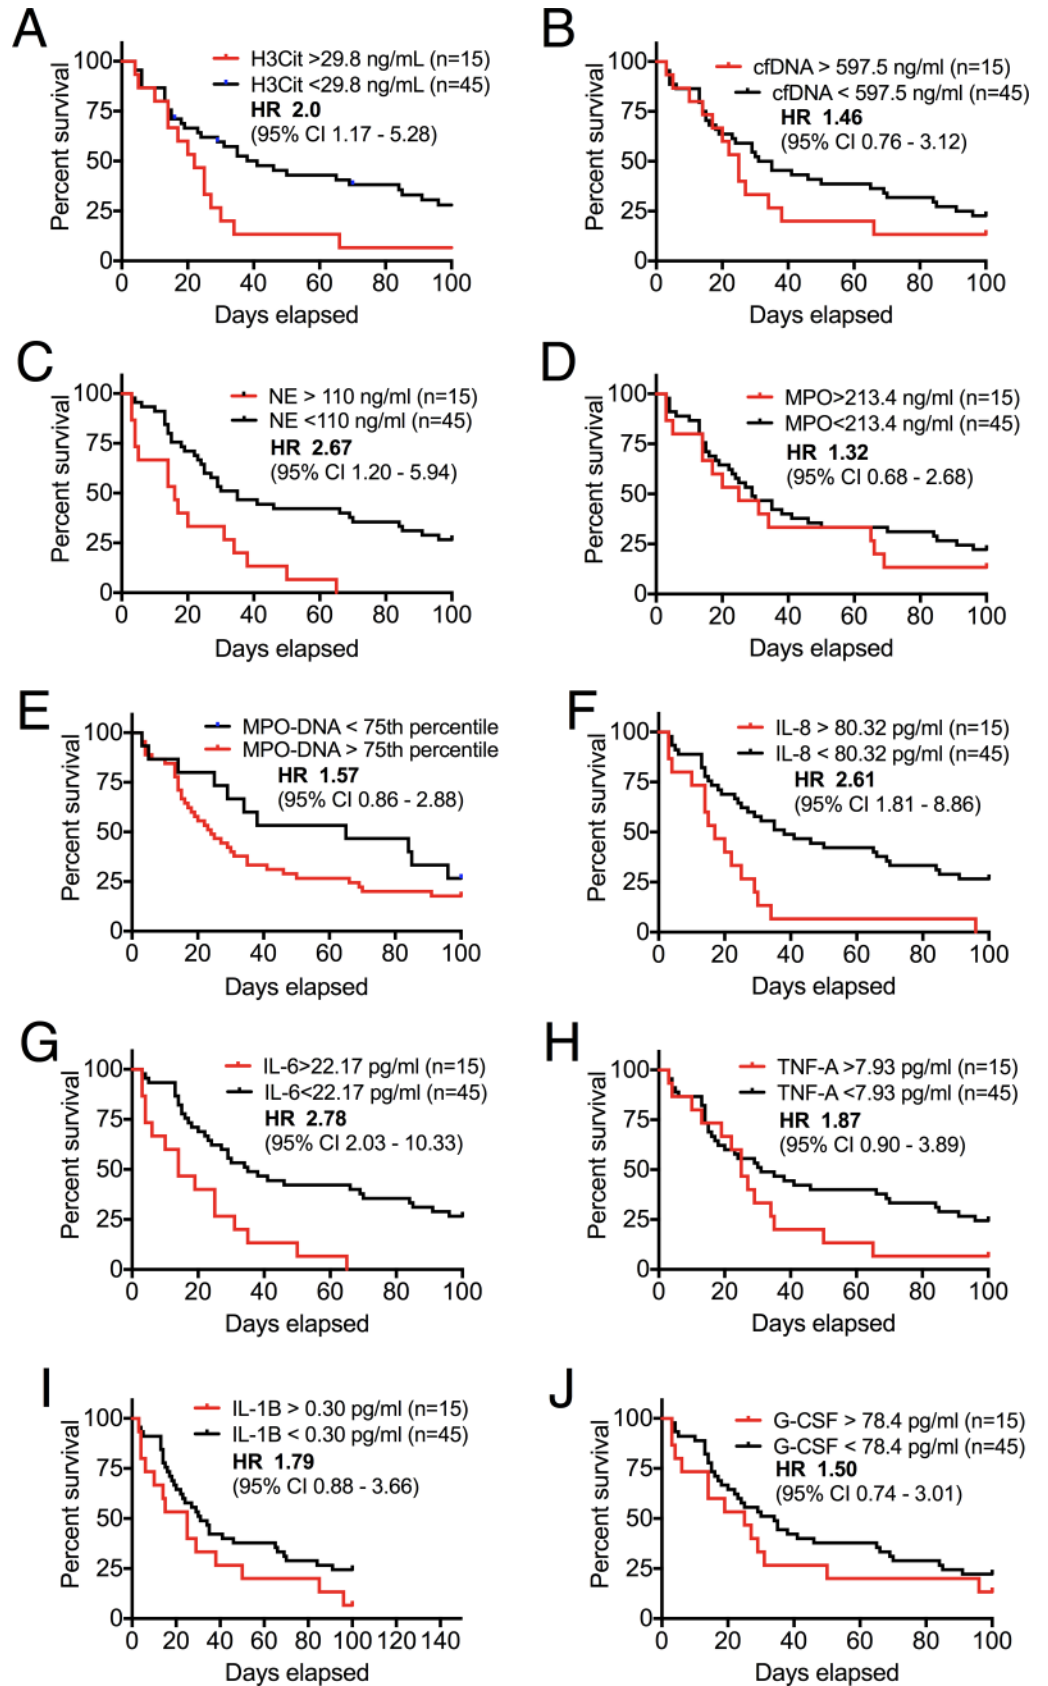 A
Percent survival
100
75
50
25
0
H3Cit >29.8 ng/mL (n=15)
H3Cit <29.8 ng/mL (n=45)
HR 2.0
(95% CI 1.17 - 5.28)
0 20 40 60 80 100
Days elapsed
B
Percent survival
100
75
50
25
0
cfDNA > 597.5 ng/ml (n=15)
cfDNA < 597.5 ng/ml (n=45)
HR 1.46
(95% CI 0.76 - 3.12)
0 20 40 60 80 100
Days elapsed
C
Percent survival
100
75
50
25
0
NE > 110 ng/ml (n=15)
NE <110 ng/ml (n=45)
HR 2.67
(95% CI 1.20 - 5.94)
0 20 40 60 80 100
Days elapsed
D
Percent survival
100
75
50
25
0
MPO>213.4 ng/ml (n=15)
MPO<213.4 ng/ml (n=45)
HR 1.32
(95% CI 0.68 - 2.68)
0 20 40 60 80 100
Days elapsed
E
Percent survival
100
75
50
25
0
MPO-DNA < 75th percentile
MPO-DNA > 75th percentile
HR 1.57
(95% CI 0.86 - 2.88)
0 20 40 60 80 100
Days elapsed
F
Percent survival
100
75
50
25
0
IL-8 > 80.32 pg/ml (n=15)
IL-8 < 80.32 pg/ml (n=45)
HR 2.61
(95% CI 1.81 - 8.86)
0 20 40 60 80 100
Days elapsed
G
Percent survival
100
75
50
25
0
IL-6>22.17 pg/ml (n=15)
IL-6<22.17 pg/ml (n=45)
HR 2.78
(95% CI 2.03 - 10.33)
0 20 40 60 80 100
Days elapsed
H
Percent survival
100
75
50
25
0
TNF-A >7.93 pg/ml (n=15)
TNF-A <7.93 pg/ml (n=45)
HR 1.87
(95% CI 0.90 - 3.89)
0 20 40 60 80 100
Days elapsed
I
Percent survival
100
75
50
25
0
IL-1B > 0.30 pg/ml (n=15)
IL-1B < 0.30 pg/ml (n=45)
HR 1.79
(95% CI 0.88 - 3.66)
0 20 40 60 80 100 120 140
Days elapsed
J
Percent survival
100
75
50
25
0
G-CSF > 78.4 pg/ml (n=15)
G-CSF < 78.4 pg/ml (n=45)
HR 1.50
(95% CI 0.74 - 3.01)
0 20 40 60 80 100
Days elapsed